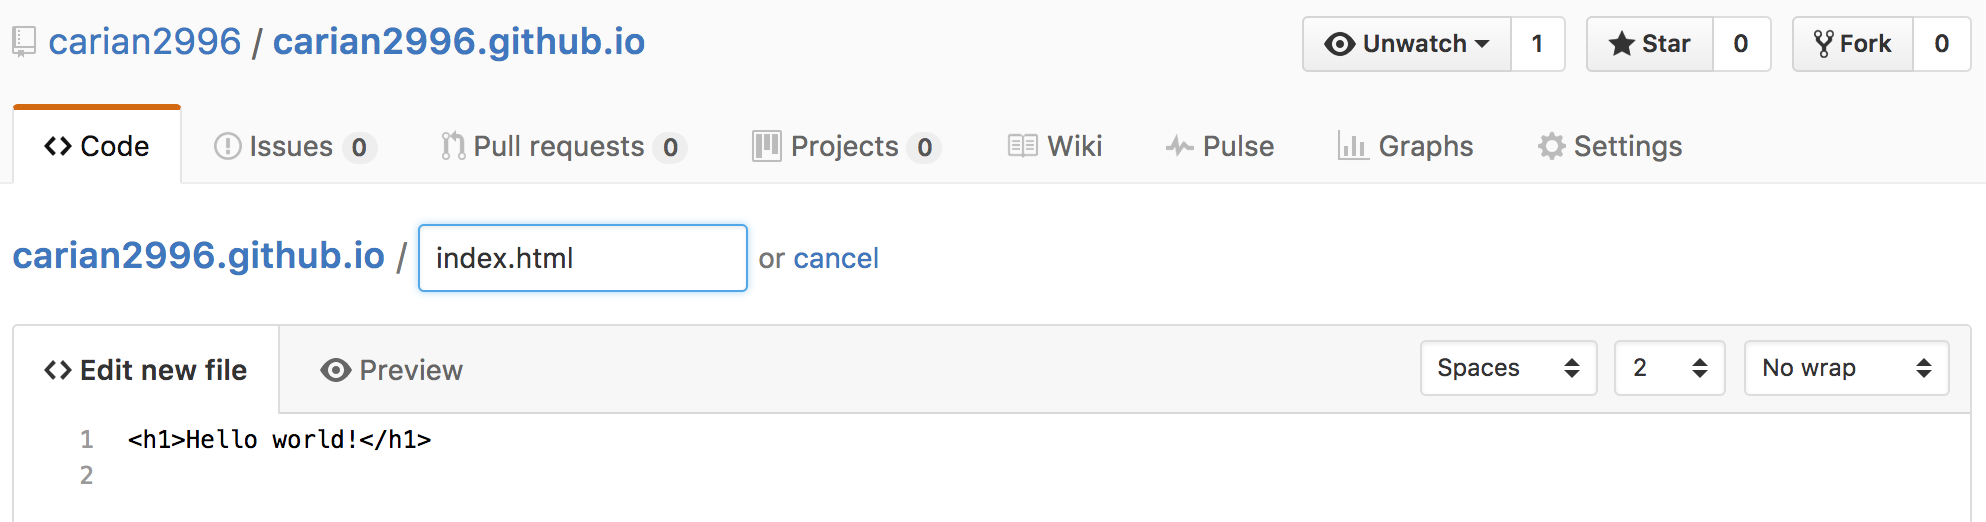 carian2996 / carian2996.github.io Unwatch 1 Star 0 Fork 0
Code Issues 0 Pull requests 0 Projects 0 Wiki Pulse Graphs Settings
carian2996.github.io / index.html or cancel
Edit new file Preview Spaces 2 No wrap
1 <h1>Hello world!</h1>
2